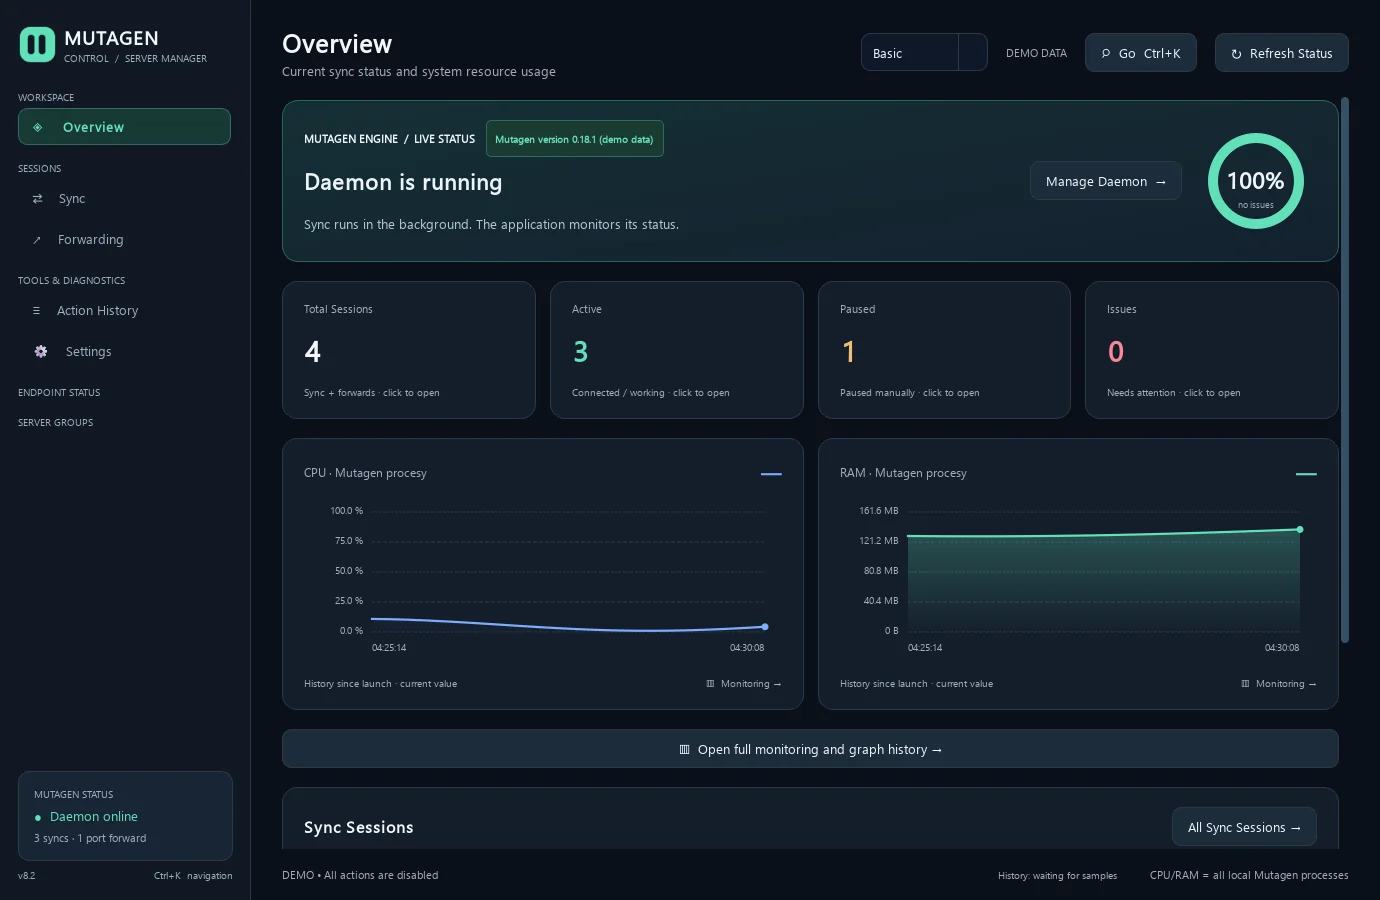 MUTAGEN
CONTROL / SERVER MANAGER
WORKSPACE
Overview
SESSIONS
Sync
Forwarding
TOOLS & DIAGNOSTICS
Action History
Settings
ENDPOINT STATUS
SERVER GROUPS
MUTAGEN STATUS
Daemon online
3 syncs · 1 port forward
v8.2 Ctrl+K navigation
Overview
Current sync status and system resource usage
Basic
DEMO DATA
Go Ctrl+K
↻ Refresh Status
MUTAGEN ENGINE / LIVE STATUS
Mutagen version 0.18.1 (demo data)
Daemon is running
Sync runs in the background. The application monitors its status.
Manage Daemon →
100%
no issues
Total Sessions
4
Sync + forwards · click to open
Active
3
Connected / working · click to open
Paused
1
Paused manually · click to open
Issues
0
Needs attention · click to open
CPU · Mutagen procesy
100.0 %
75.0 %
50.0 %
25.0 %
0.0 %
04:25:14 04:30:08
History since launch · current value
Monitoring →
RAM · Mutagen procesy
161.6 MB
121.2 MB
80.8 MB
40.4 MB
0 B
04:25:14 04:30:08
History since launch · current value
Monitoring →
Open full monitoring and graph history →
Sync Sessions
All Sync Sessions →
DEMO • All actions are disabled
History: waiting for samples
CPU/RAM = all local Mutagen processes